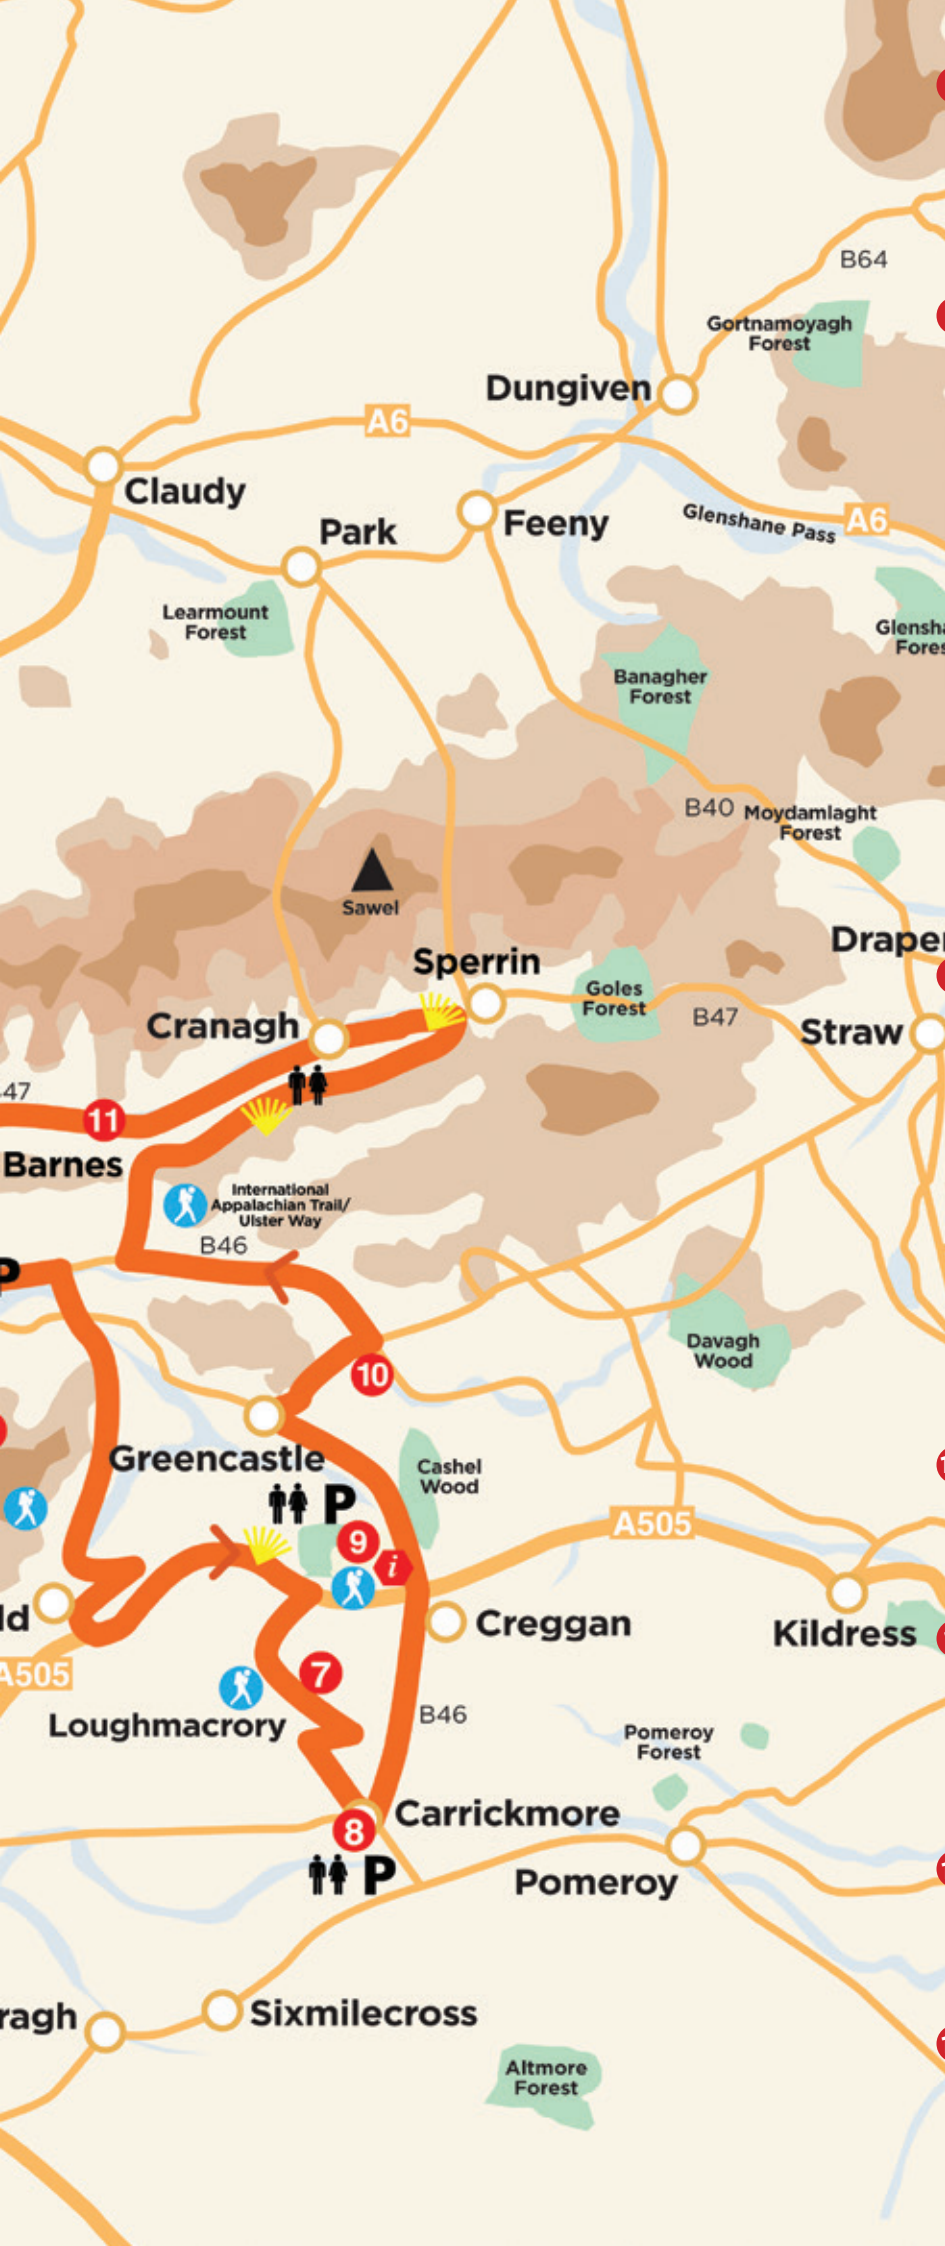 B64
Gortnamoyagh
Forest
Dungiven
A6
Claudy
Park
Feeny
Glenshane Pass
A6
Learmount
Forest
Banagher
Forest
B40
Moydamlaght
Forest
Sawel
Sperrin
Goles
Forest
B47
Cranagh
Straw
47
11
Barnes
International
Appalachian Trail/
Ulster Way
B46
P
Davagh
Wood
10
Greencastle
Cashel
Wood
P
9
i
A505
Creggan
Kildress
A505
7
B46
Loughmacrory
Pomeroy
Forest
Carrickmore
8
P
Pomeroy
Sixmilecross
Altmore
Forest